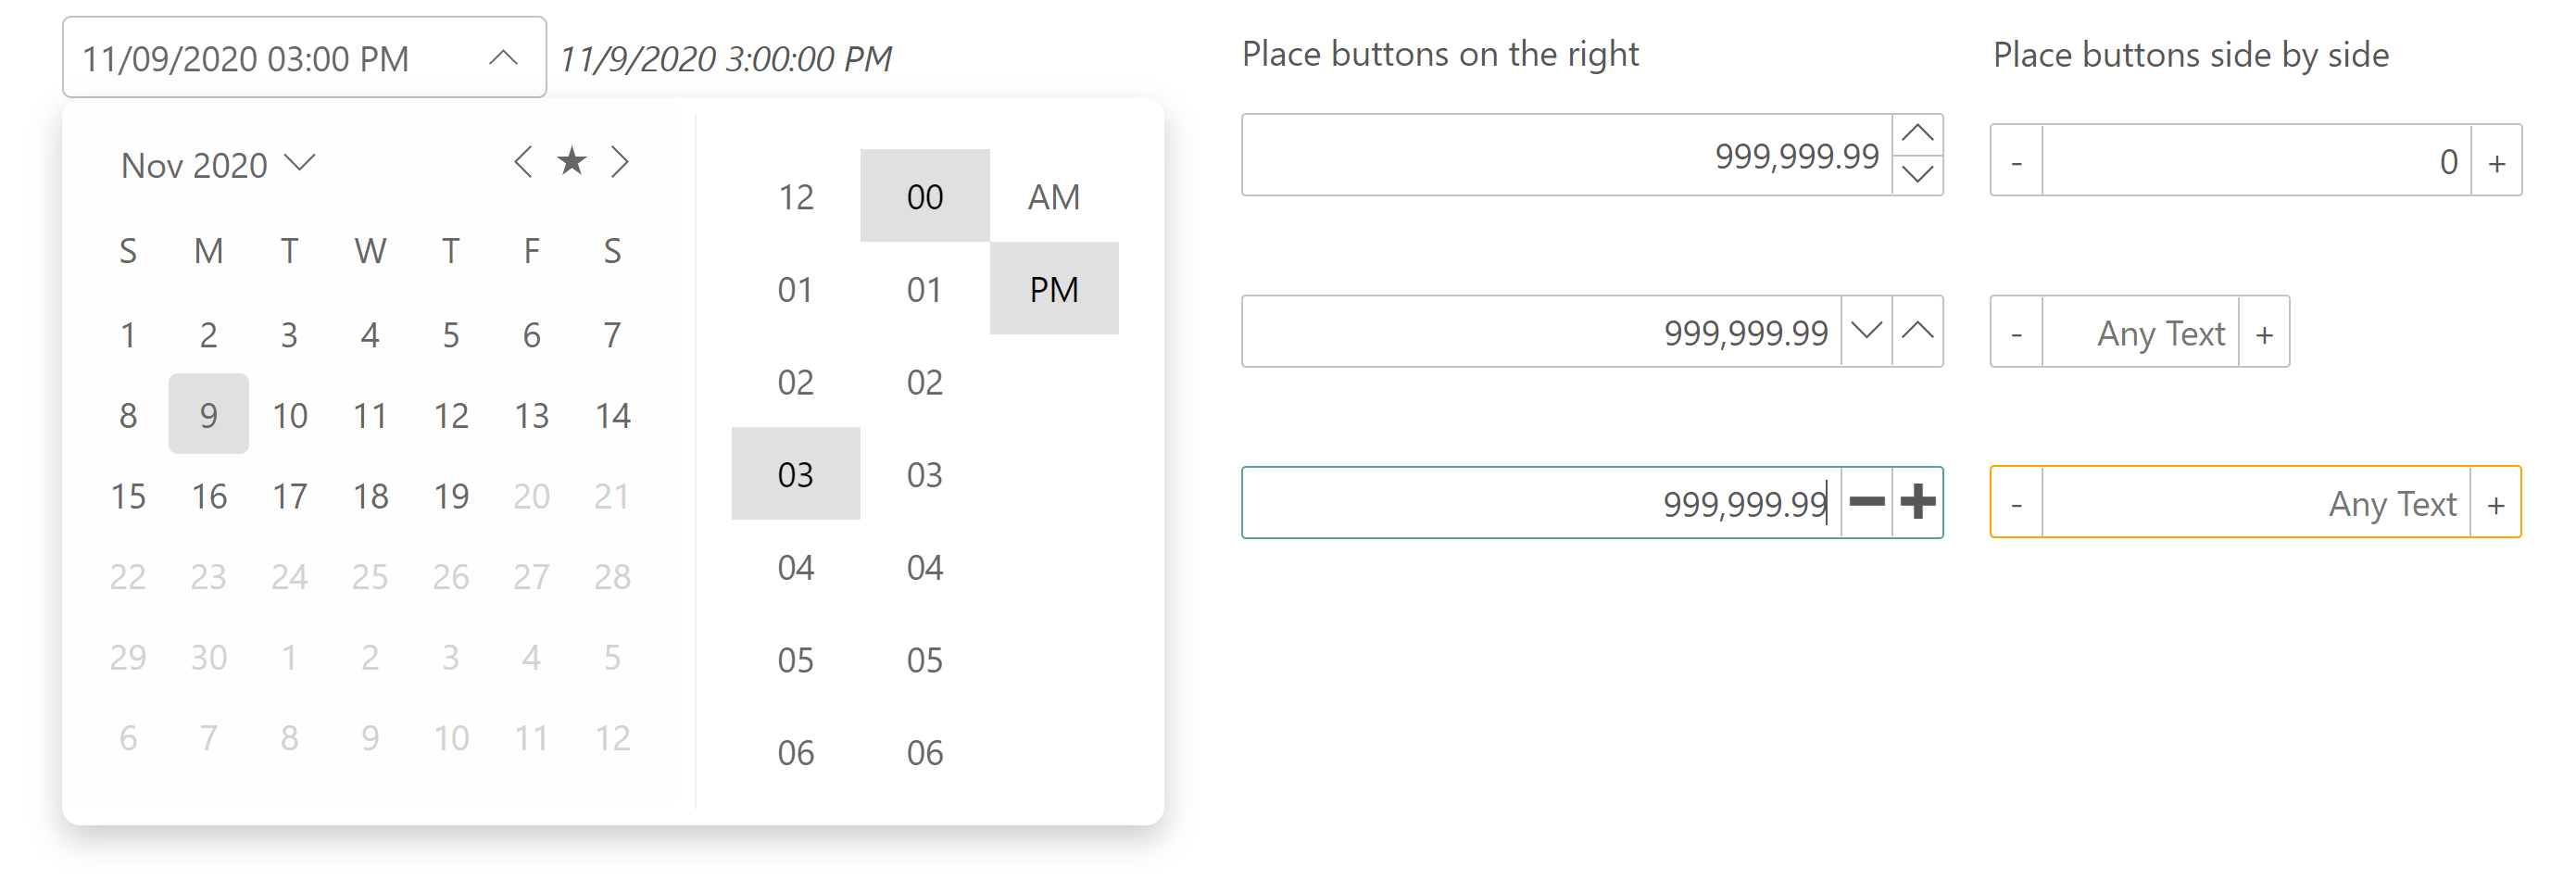 11/09/2020 03:00 PM
11/9/2020 3:00:00 PM
Nov 2020
S M T W T F S
1 2 3 4 5 6 7
8 9 10 11 12 13 14
15 16 17 18 19 20 21
22 23 24 25 26 27 28
29 30 1 2 3 4 5
6 7 8 9 10 11 12
12 00 AM
01 01 PM
02 02
03 03
04 04
05 05
06 06
Place buttons on the right
999,999.99
999,999.99
999,999.99
Place buttons side by side
- 0 +
- Any Text +
- Any Text +